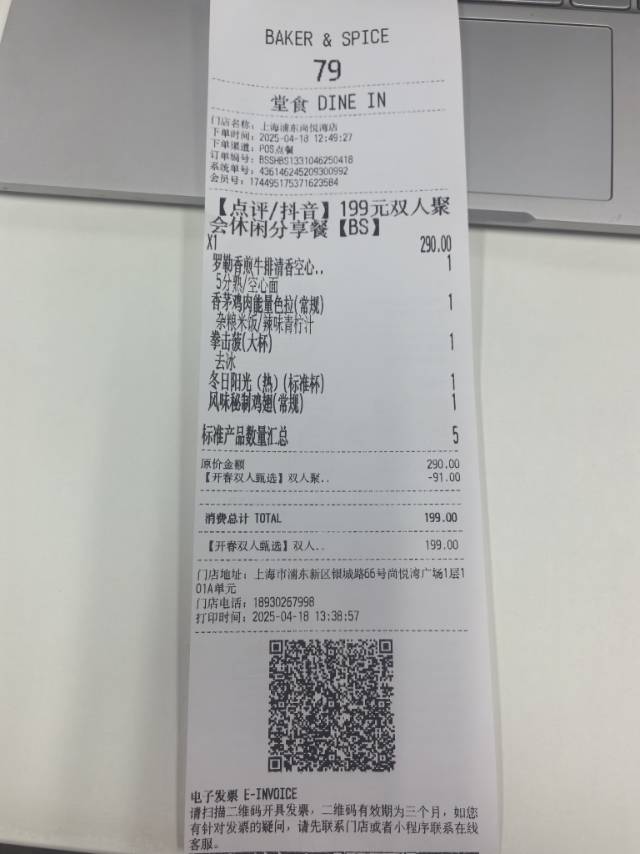 BAKER & SPICE
79
堂食 DINE IN
门店名称: 上海浦东尚悦湾店
下单时间: 2025-04-18 12:49:27
下单渠道: POS点餐
订单编号: BSSHBS1331046250418
系统单号: 436146245209300992
会员号: 174495175371623584
【点评/抖音】199元双人聚
会休闲分享餐【BS】
X1 290.00
罗勒香煎牛排清香空心.. 1
5分熟/空心面
香茅鸡肉能量色拉(常规) 1
杂粮米饭/辣味青柠汁
拳击菠(大杯) 1
去冰
冬日阳光（热）(标准杯) 1
风味秘制鸡翅(常规) 1
标准产品数量汇总 5
原价金额 290.00
【开春双人甄选】双人聚.. -91.00
消费总计 TOTAL 199.00
【开春双人甄选】双人.. 199.00
门店地址: 上海市浦东新区银城路66号尚悦湾广场1层1
01A单元
门店电话: 18930267998
打印时间: 2025-04-18 13:38:57
电子发票 E-INVOICE
请扫描二维码开具发票，二维码有效期为三个月，如您
有针对发票的疑问，请先联系门店或者小程序联系在线
客服。